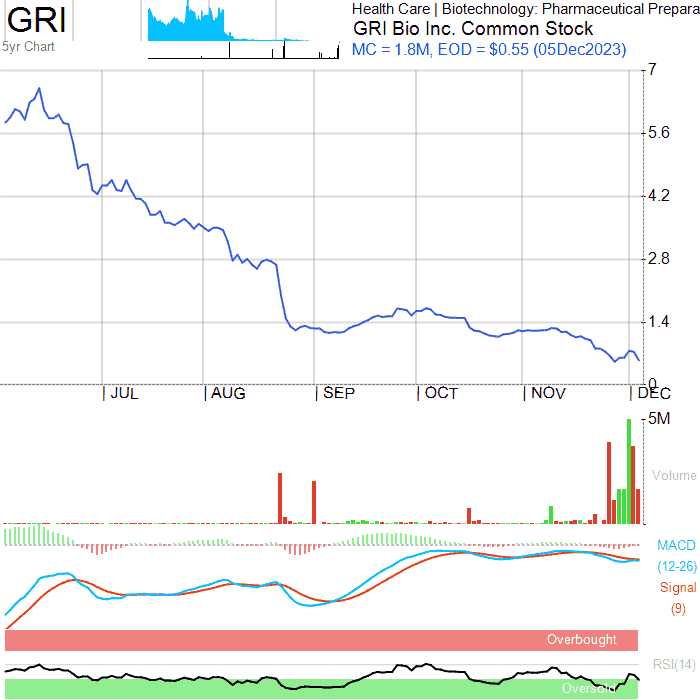 GRI
5yr Chart
Health Care | Biotechnology: Pharmaceutical Prepara
GRI Bio Inc. Common Stock
MC = 1.8M, EOD = $0.55 (05Dec2023)
7
5.6
4.2
2.8
1.4
0
| JUL | AUG | SEP | OCT | NOV | DEC
5M
Volume
MACD
(12-26)
Signal
(9)
Overbought
RSI(14)
Oversold